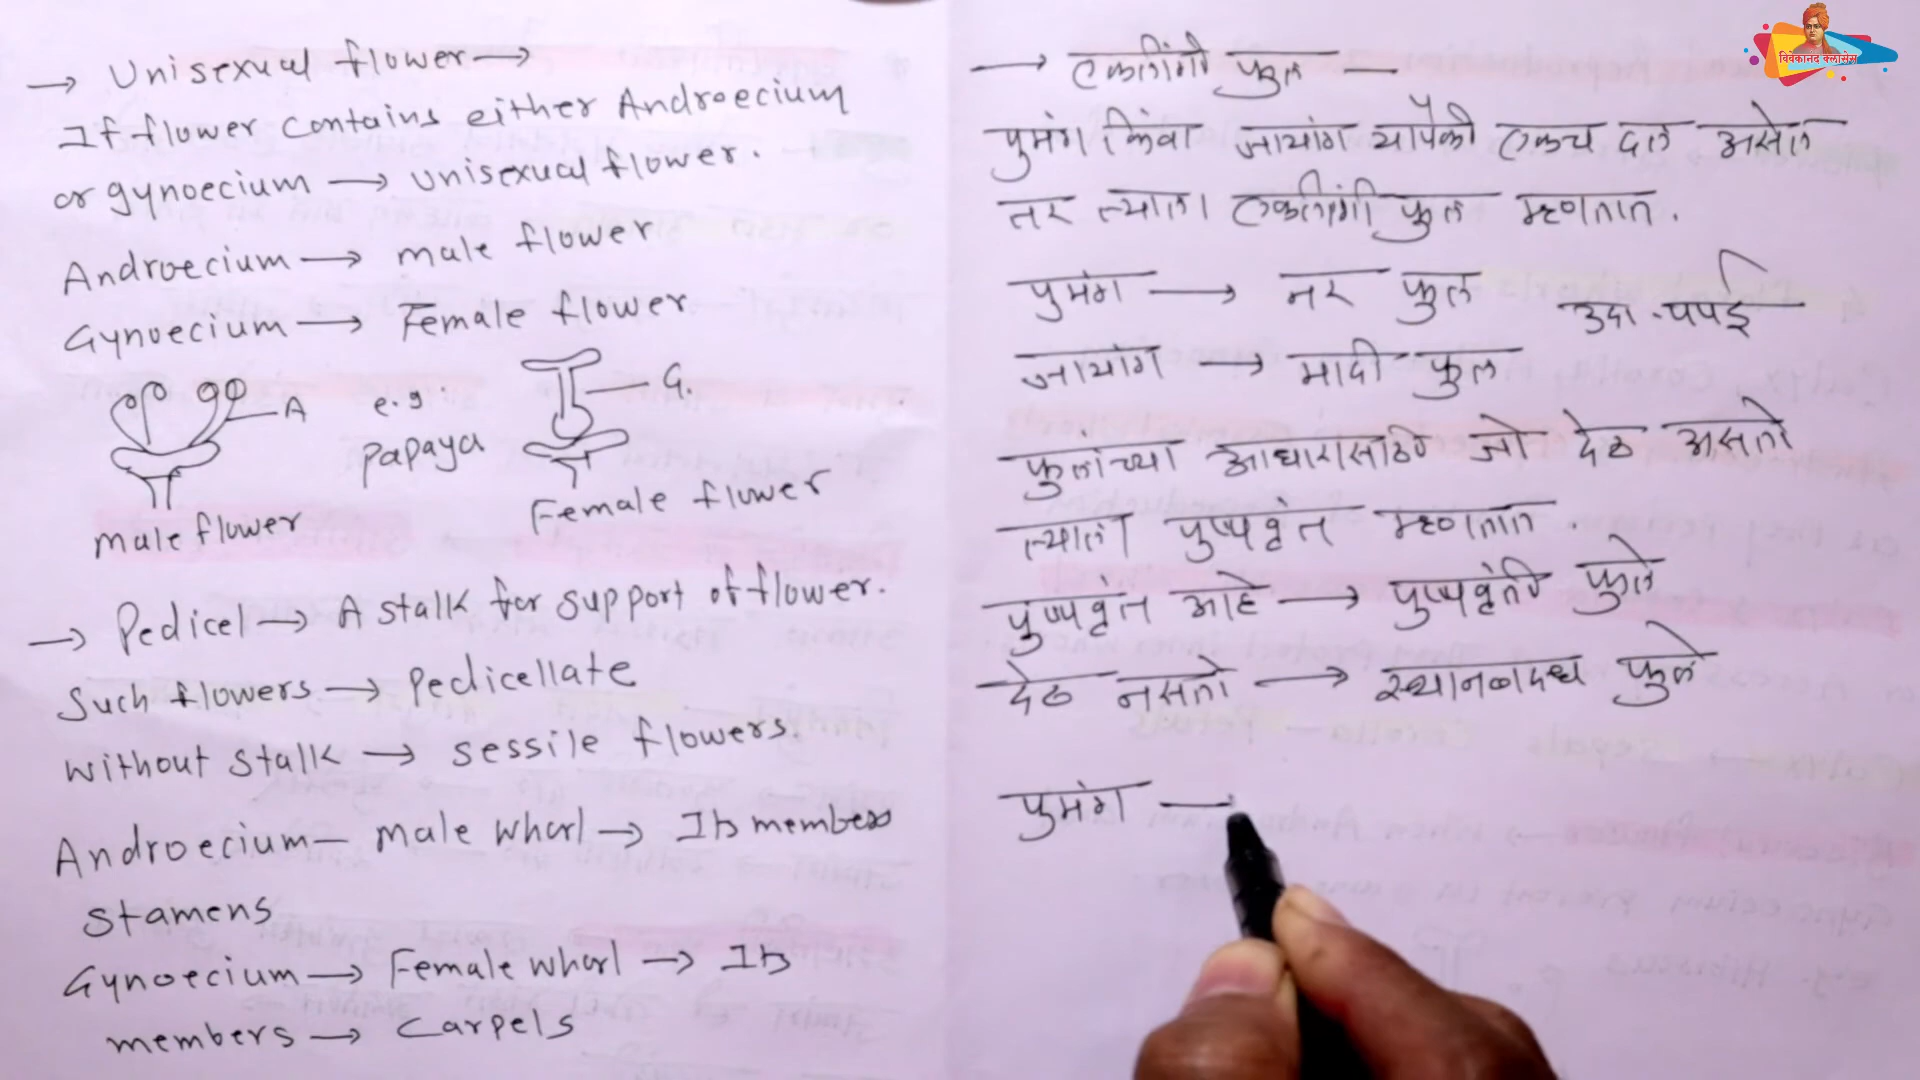 → Unisexual flower →
If flower contains either Androecium
or gynoecium → unisexual flower.
Androecium → male flower
Gynoecium → Female flower
A
e.g
Papaya
G.
Male flower
Female flower
→ Pedicel → A stalk for support of flower.
Such flowers → Pedicellate
Without stalk → sessile flowers.
Androecium – male whorl → Its members
Stamens
Gynoecium → Female whorl → Its
members → Carpels
→ एकलिंगी फुल —
पुमंग किंवा जायांग यापैकी एकच दल असेल
तर त्याला एकलिंगी फुल म्हणतात.
पुमंग → नर फुल
उदा. पपई
जायांग → मादी फुल
फुलांच्या आधारासाठी जो देठ असतो
त्याला पुष्पवृंत म्हणतात.
पुष्पवृंत आहे → पुष्पवृंती फुले
देठ नसतो → स्थानबध्द फुले
पुमंग —
विवेकानंद क्लासेस